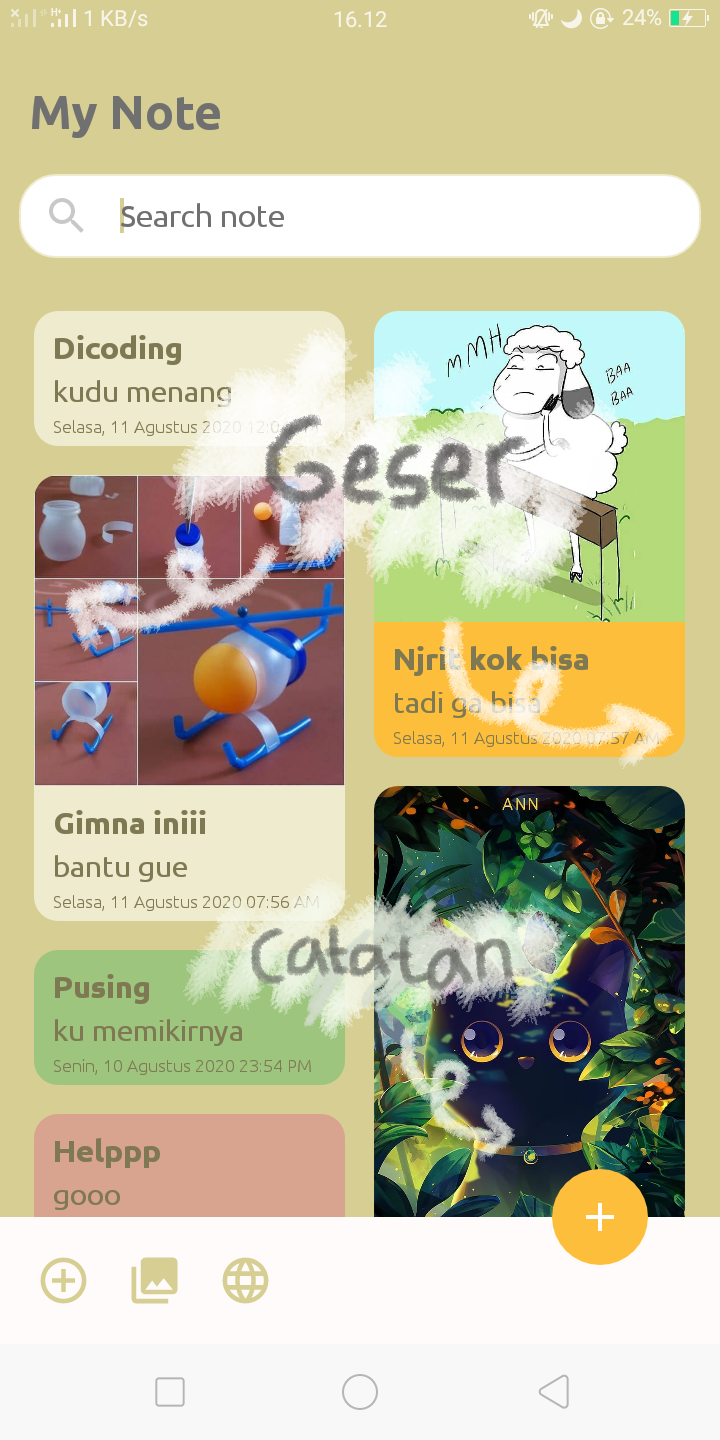 1 KB/s 16.12 24%
My Note
Search note
Dicoding
kudu menang
Selasa, 11 Agustus 2020 12:0
MMH
BAA
BAA
Geser
Gimna iniii
bantu gue
Selasa, 11 Agustus 2020 07:56 AM
Njrit kok bisa
tadi ga bisa
Selasa, 11 Agustus 2020 07:57 AM
ANN
Catatan
Pusing
ku memikirnya
Senin, 10 Agustus 2020 23:54 PM
Helppp
gooo